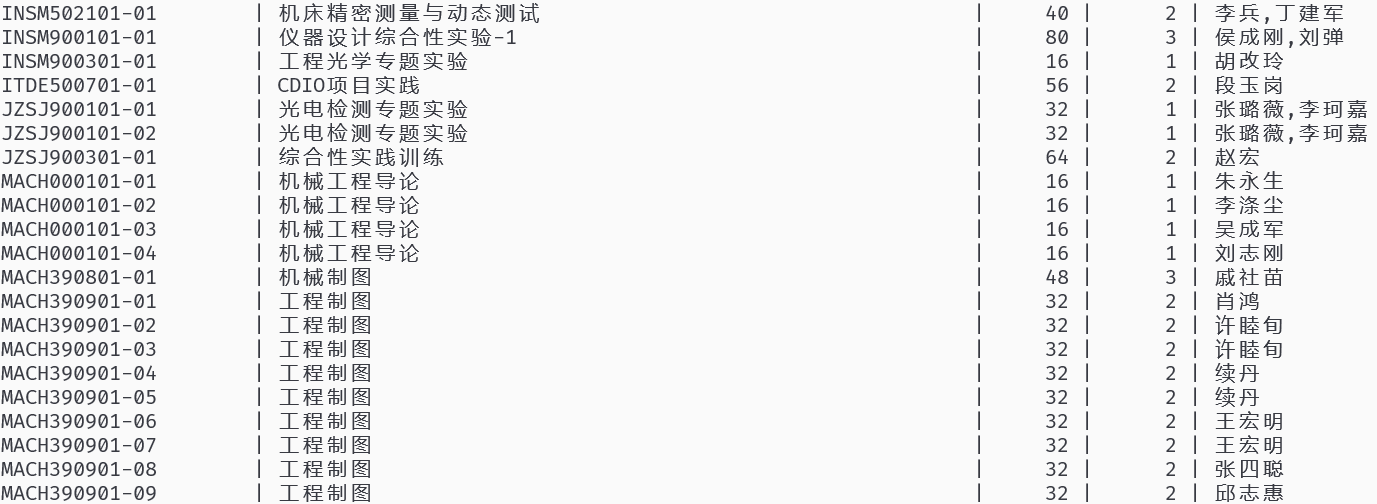 INSM502101-01 | 机床精密测量与动态测试 | 40 | 2 | 李兵,丁建军
INSM900101-01 | 仪器设计综合性实验-1 | 80 | 3 | 侯成刚,刘弹
INSM900301-01 | 工程光学专题实验 | 16 | 1 | 胡改玲
ITDE500701-01 | CDIO项目实践 | 56 | 2 | 段玉岗
JZSJ900101-01 | 光电检测专题实验 | 32 | 1 | 张璐薇,李珂嘉
JZSJ900101-02 | 光电检测专题实验 | 32 | 1 | 张璐薇,李珂嘉
JZSJ900301-01 | 综合性实践训练 | 64 | 2 | 赵宏
MACH000101-01 | 机械工程导论 | 16 | 1 | 朱永生
MACH000101-02 | 机械工程导论 | 16 | 1 | 李涤尘
MACH000101-03 | 机械工程导论 | 16 | 1 | 吴成军
MACH000101-04 | 机械工程导论 | 16 | 1 | 刘志刚
MACH390801-01 | 机械制图 | 48 | 3 | 戚社苗
MACH390901-01 | 工程制图 | 32 | 2 | 肖鸿
MACH390901-02 | 工程制图 | 32 | 2 | 许睦旬
MACH390901-03 | 工程制图 | 32 | 2 | 许睦旬
MACH390901-04 | 工程制图 | 32 | 2 | 续丹
MACH390901-05 | 工程制图 | 32 | 2 | 续丹
MACH390901-06 | 工程制图 | 32 | 2 | 王宏明
MACH390901-07 | 工程制图 | 32 | 2 | 王宏明
MACH390901-08 | 工程制图 | 32 | 2 | 张四聪
MACH390901-09 | 工程制图 | 32 | 2 | 邱志惠